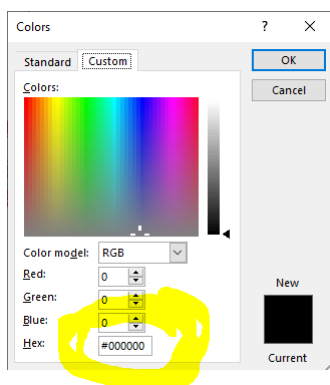 Colors ? ×
Standard Custom OK
Colors: Cancel
Color model: RGB
Red: 0
Green: 0
Blue: 0
Hex: #000000
New
Current